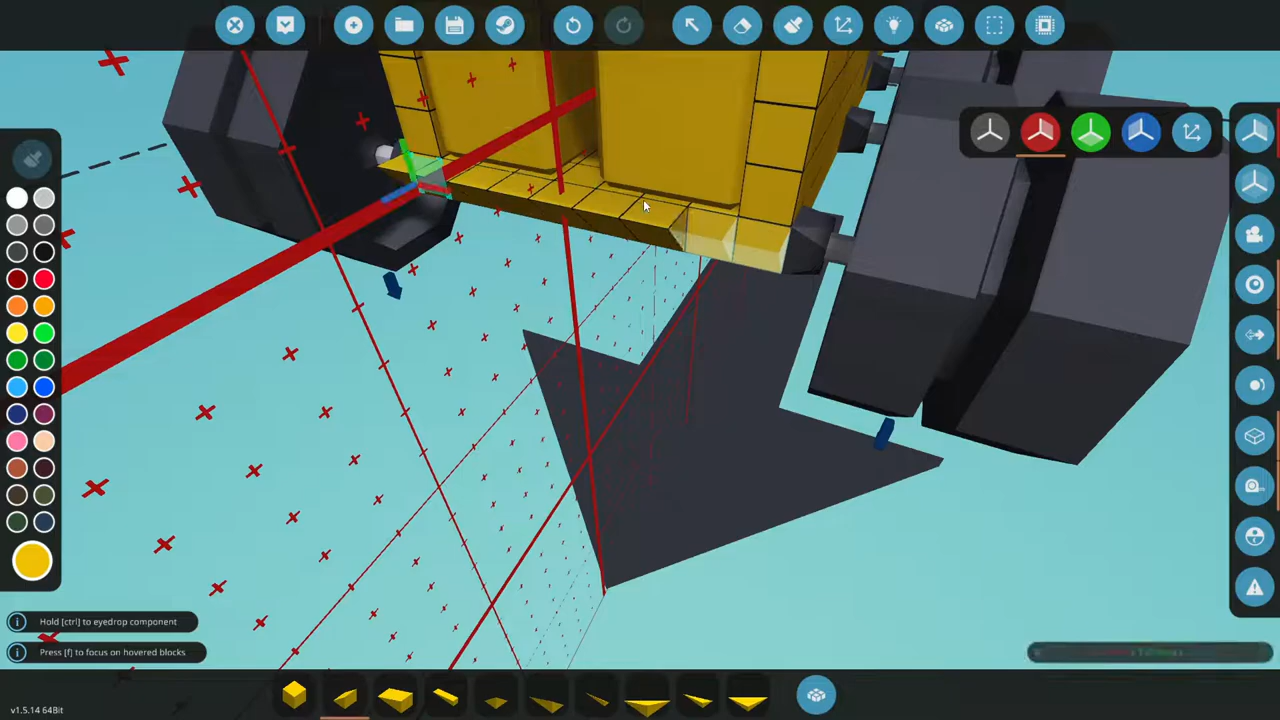 Hold [ctrl] to eyedrop component
Press [f] to focus on hovered blocks
v1.5.14 64Bit